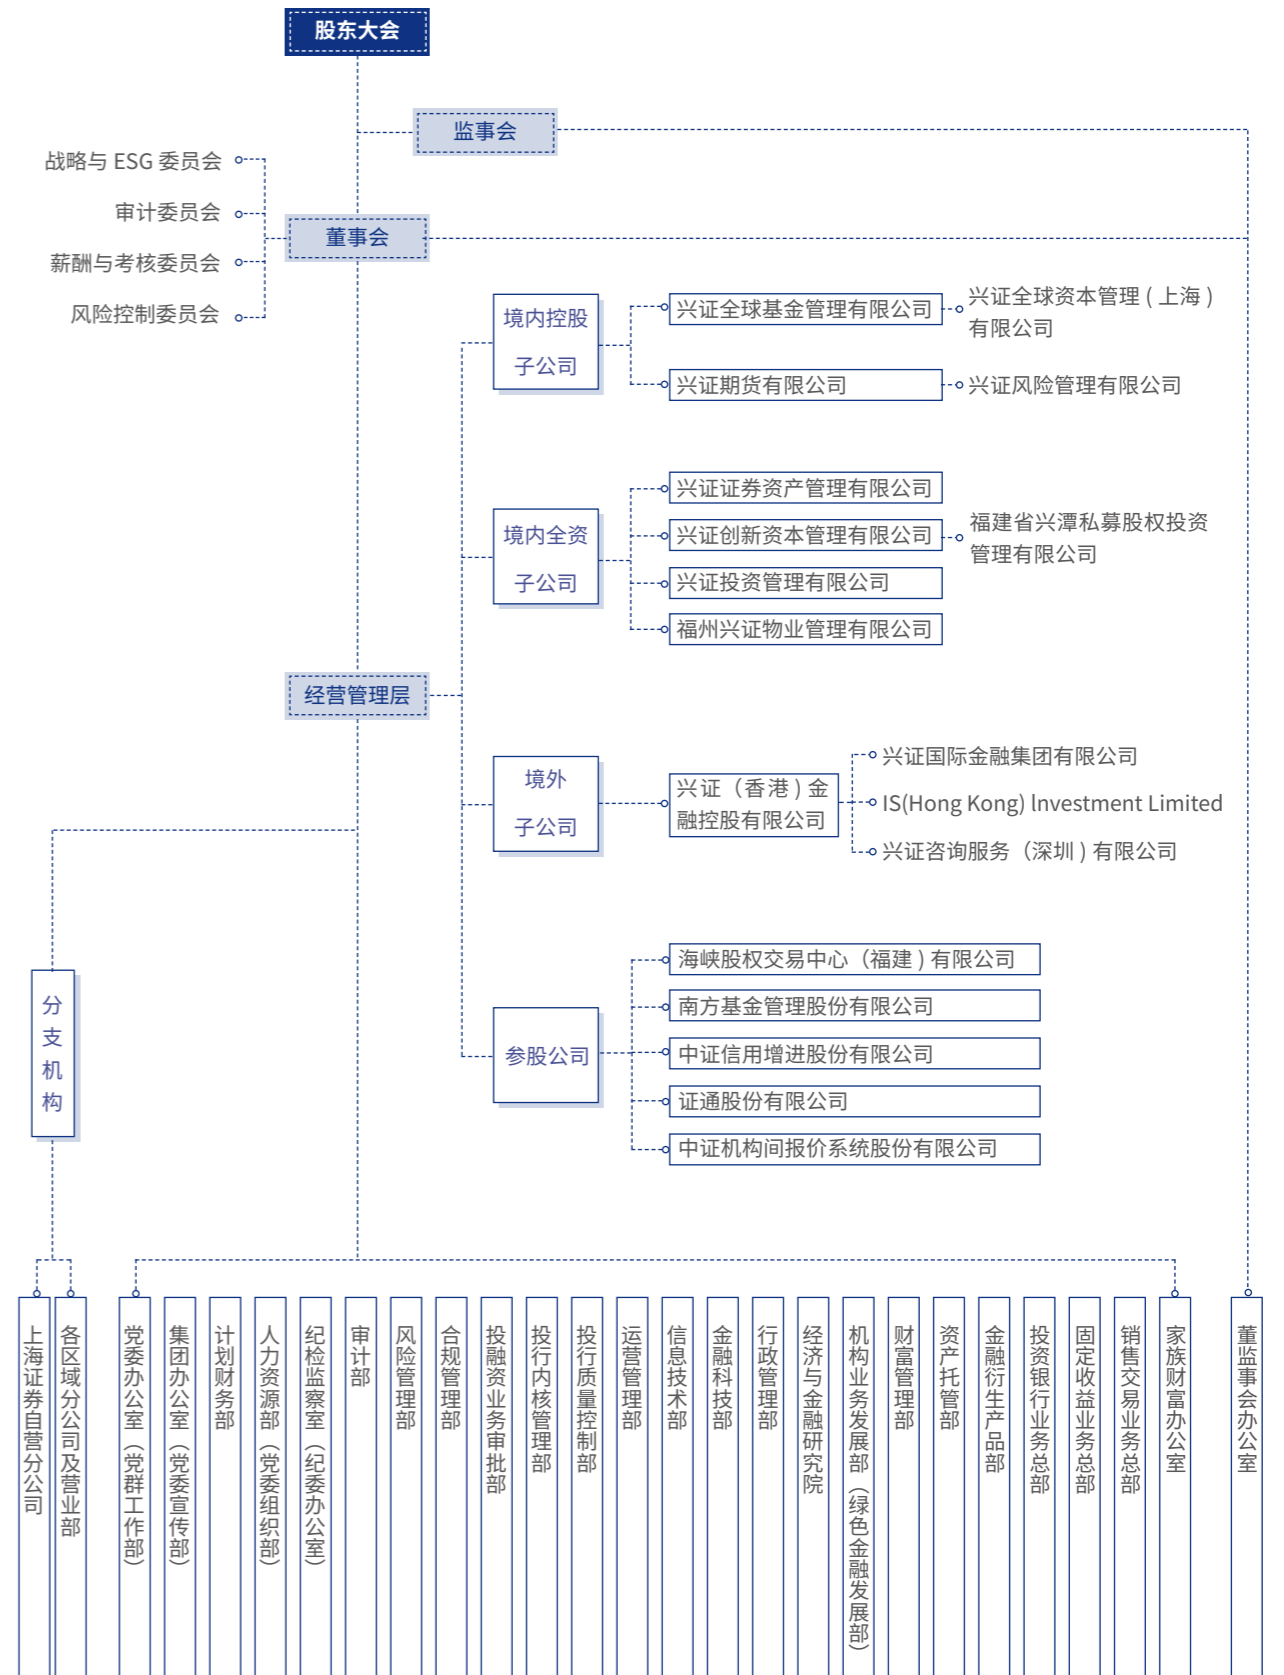 股东大会
监事会
战略与 ESG 委员会
审计委员会
董事会
薪酬与考核委员会
风险控制委员会
境内控股
子公司
兴证全球基金管理有限公司
兴证全球资本管理 ( 上海 )
有限公司
兴证期货有限公司
兴证风险管理有限公司
境内全资
子公司
兴证证券资产管理有限公司
兴证创新资本管理有限公司
福建省兴潭私募股权投资
管理有限公司
兴证投资管理有限公司
福州兴证物业管理有限公司
经营管理层
境外
子公司
兴证（香港 ) 金
融控股有限公司
兴证国际金融集团有限公司
IS(Hong Kong) lnvestment Limited
兴证咨询服务（深圳 ) 有限公司
参股公司
海峡股权交易中心（福建 ) 有限公司
南方基金管理股份有限公司
中证信用增进股份有限公司
证通股份有限公司
中证机构间报价系统股份有限公司
分支机构
上海证券自营分公司
各区域分公司及营业部
党委办公室（党群工作部）
集团办公室（党委宣传部）
计划财务部
人力资源部（党委组织部）
纪检监察室（纪委办公室）
审计部
风险管理部
合规管理部
投融资业务审批部
投行内核管理部
投行质量控制部
运营管理部
信息技术部
金融科技部
行政管理部
经济与金融研究院
机构业务发展部（绿色金融发展部）
财富管理部
资产托管部
金融衍生产品部
投资银行业务总部
固定收益业务总部
销售交易业务总部
家族财富办公室
董监事会办公室